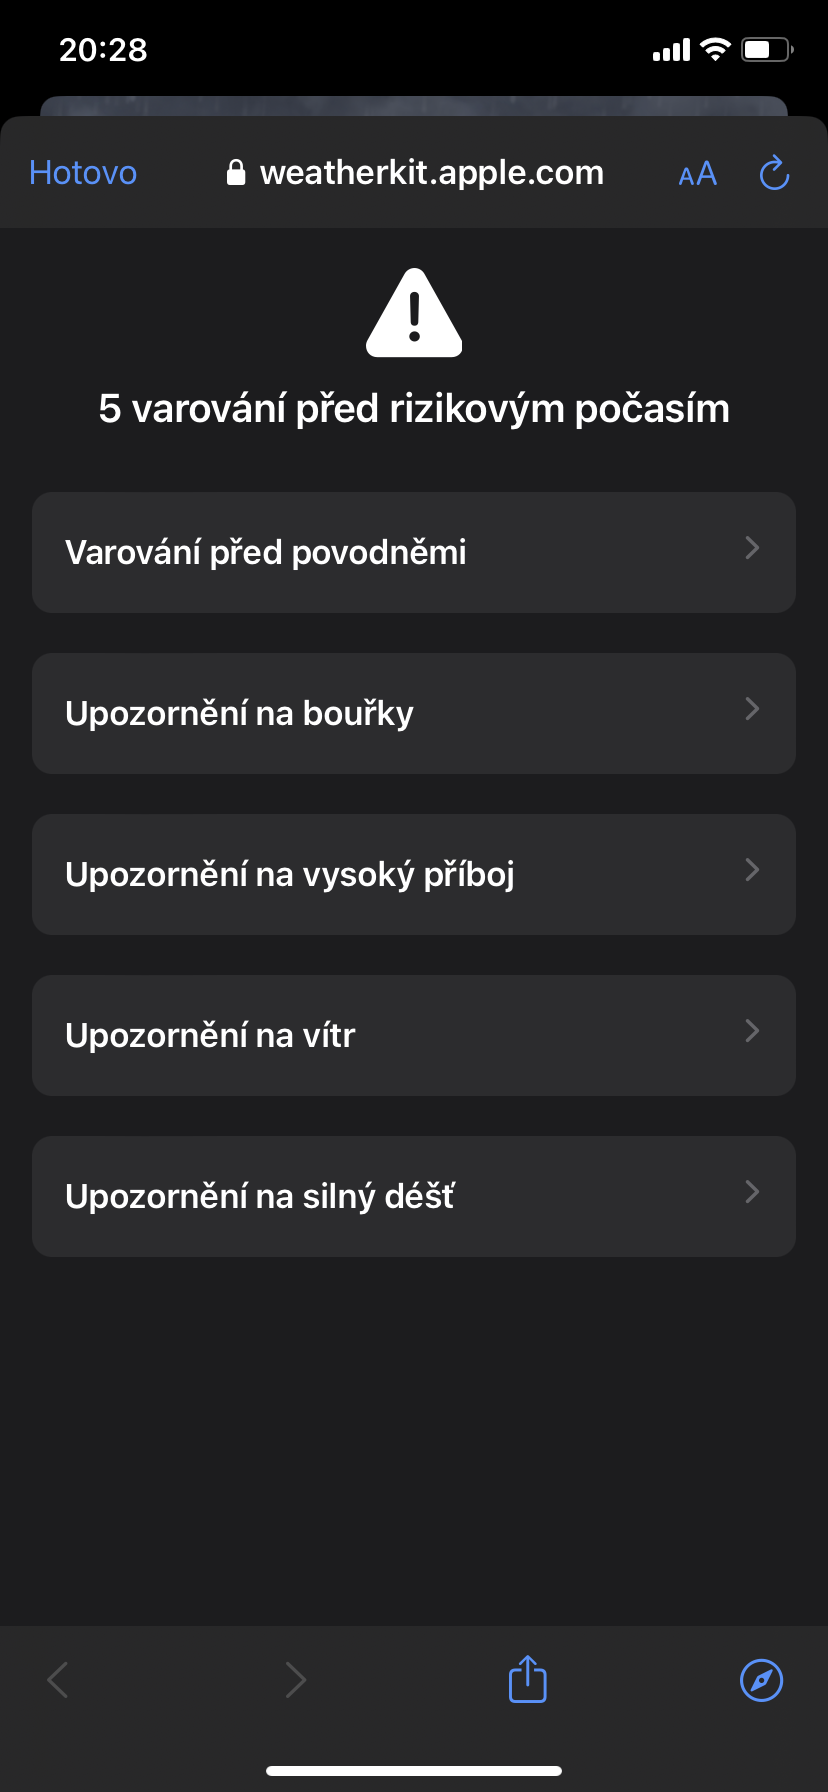 20:28
Hotovo weatherkit.apple.com AA
5 varování před rizikovým počasím
Varování před povodněmi
Upozornění na bouřky
Upozornění na vysoký příboj
Upozornění na vítr
Upozornění na silný déšť